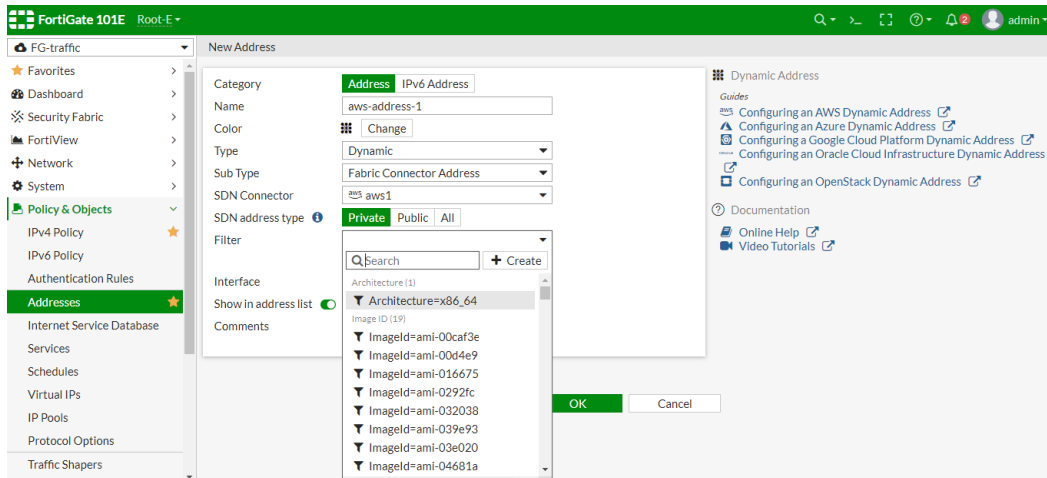 FortiGate 101E Root-E
>_ 2 admin
FG-traffic
New Address
Favorites
Dashboard
Security Fabric
FortiView
Network
System
Policy & Objects
IPv4 Policy
IPv6 Policy
Authentication Rules
Addresses
Internet Service Database
Services
Schedules
Virtual IPs
IP Pools
Protocol Options
Traffic Shapers
Category Address IPv6 Address
Name aws-address-1
Color Change
Type Dynamic
Sub Type Fabric Connector Address
SDN Connector aws aws1
SDN address type Private Public All
Filter
Search + Create
Interface
Show in address list
Comments
Architecture (1)
Architecture=x86_64
Image ID (19)
ImageId=ami-00caf3e
ImageId=ami-00d4e9
ImageId=ami-016675
ImageId=ami-0292fc
ImageId=ami-032038
ImageId=ami-039e93
ImageId=ami-03e020
ImageId=ami-04681a
OK Cancel
Dynamic Address
Guides
aws Configuring an AWS Dynamic Address
Configuring an Azure Dynamic Address
Configuring a Google Cloud Platform Dynamic Address
Configuring an Oracle Cloud Infrastructure Dynamic Address
Configuring an OpenStack Dynamic Address
Documentation
Online Help
Video Tutorials